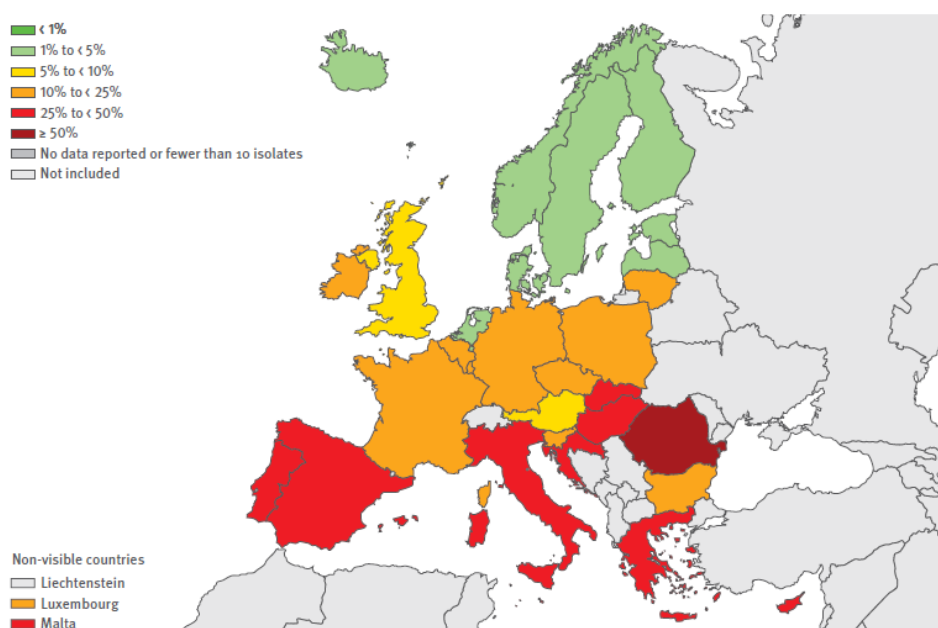 < 1%
1% to < 5%
5% to < 10%
10% to < 25%
25% to < 50%
≥ 50%
No data reported or fewer than 10 isolates
Not included
Non-visible countries
Liechtenstein
Luxembourg
Malta